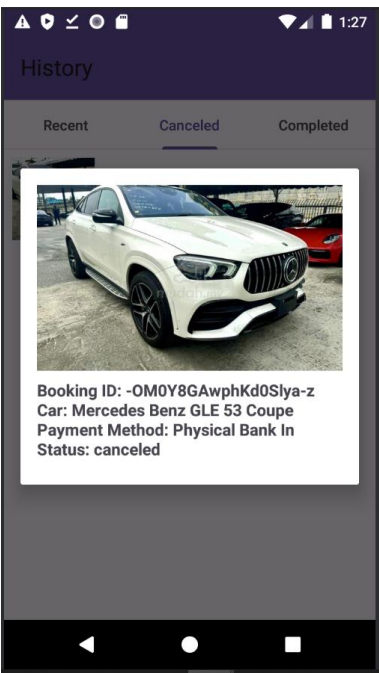 1:27
History
Recent Canceled Completed
Booking ID: -OM0Y8GAwphKd0Slya-z
Car: Mercedes Benz GLE 53 Coupe
Payment Method: Physical Bank In
Status: canceled